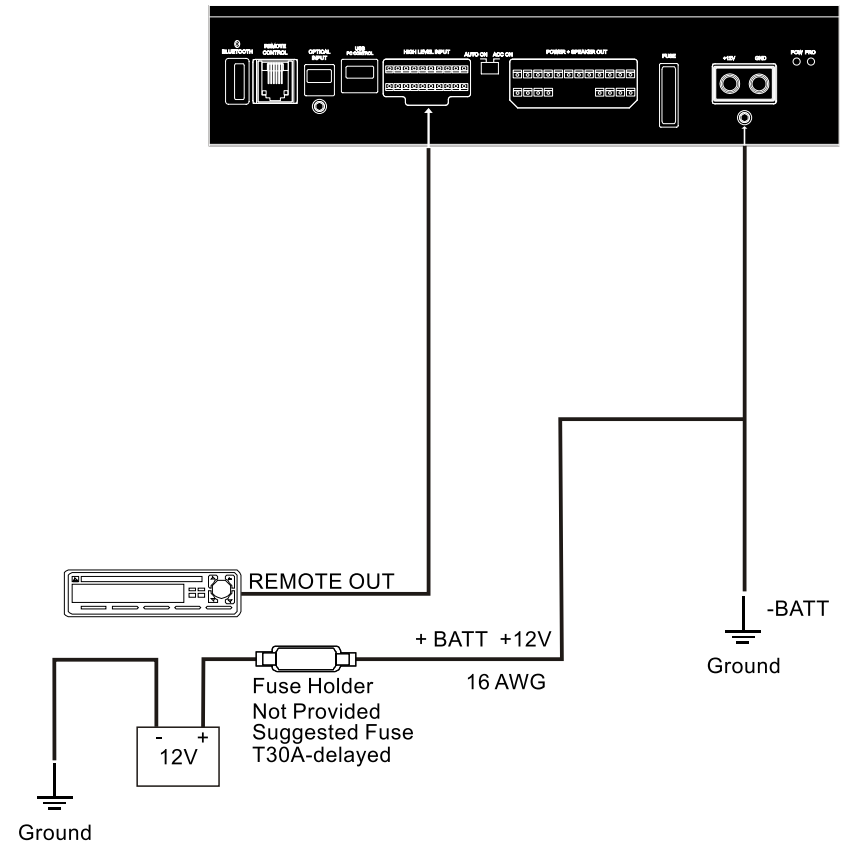 BLUETOOTH
REMOTE
CONTROL
OPTICAL
INPUT
USB
PC CONTROL
HIGH LEVEL INPUT
AUTO ON
ACC ON
POWER + SPEAKER OUT
FUSE
+12V
GND
POW PRO
REMOTE OUT
-BATT
Ground
+ BATT +12V
16 AWG
Fuse Holder
Not Provided
Suggested Fuse
T30A-delayed
- +
12V
Ground